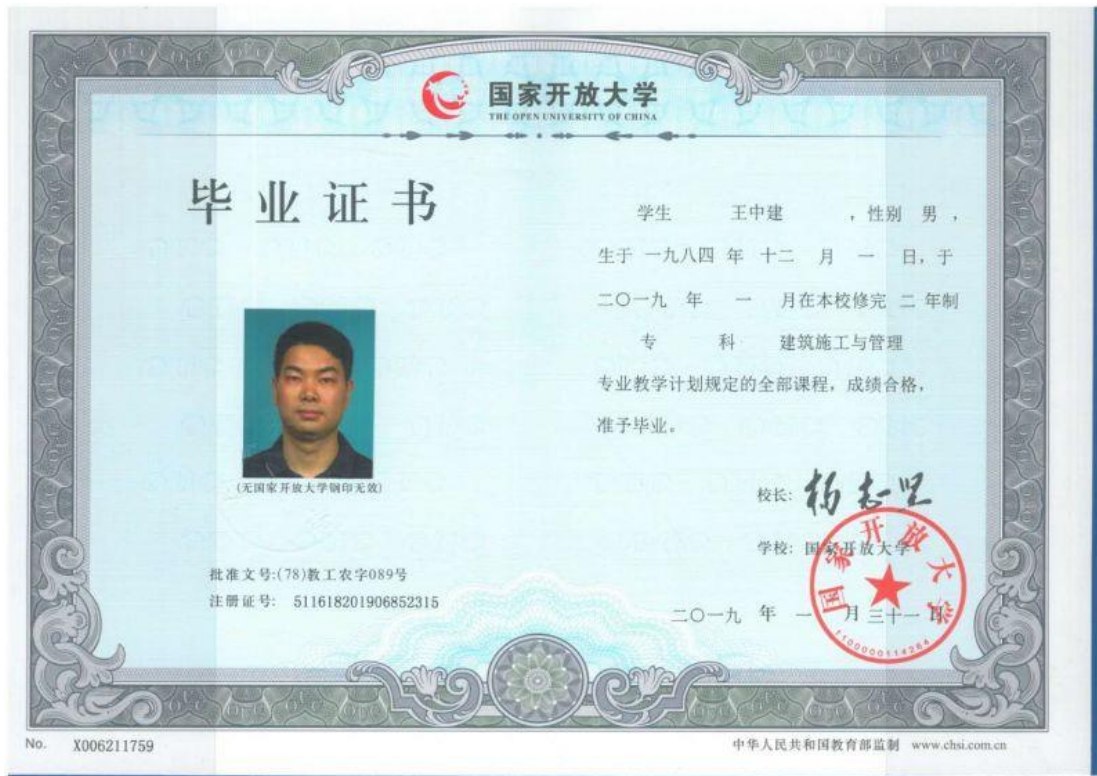 国家开放大学
THE OPEN UNIVERSITY OF CHINA
毕业证书
学生 王中建 ，性别 男 ，
生于 一九八四 年 十二 月 一 日，于
二〇一九 年 一 月在本校修完 二 年制
专 科 建筑施工与管理
专业教学计划规定的全部课程，成绩合格，
准予毕业。
(无国家开放大学钢印无效)
校长: 杨志坚
学校: 国家开放大学
批准文号:(78)教工农字089号
注册证号: 511618201906852315
二〇一九 年 一 月 三十一 日
国家开放大学
1100000114284
No. X006211759
中华人民共和国教育部监制 www.chsi.com.cn